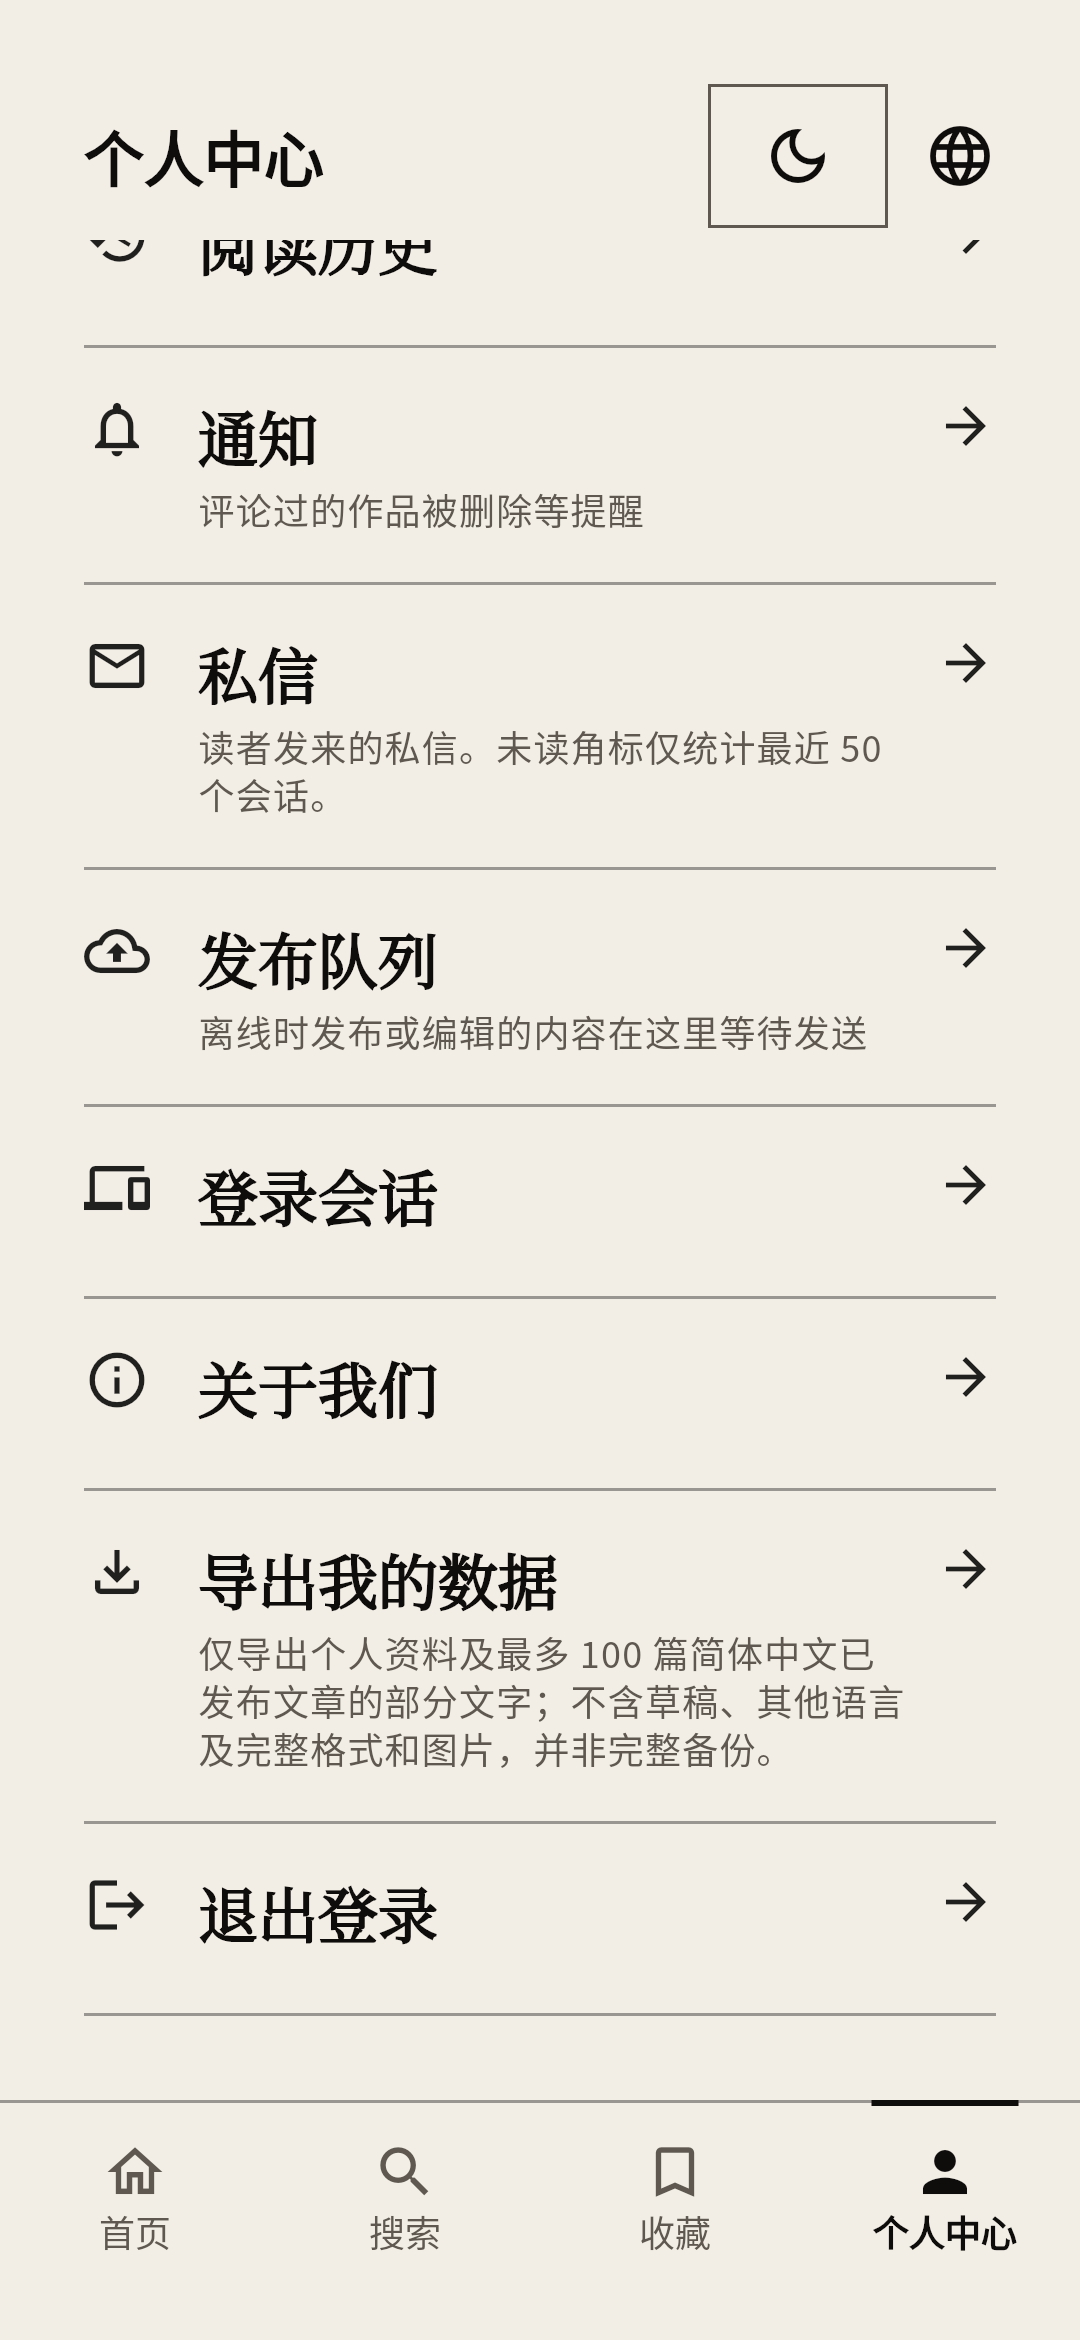 个人中心
阅读历史
通知
评论过的作品被删除等提醒
私信
读者发来的私信。未读角标仅统计最近 50
个会话。
发布队列
离线时发布或编辑的内容在这里等待发送
登录会话
关于我们
导出我的数据
仅导出个人资料及最多 100 篇简体中文已
发布文章的部分文字；不含草稿、其他语言
及完整格式和图片，并非完整备份。
退出登录
首页
搜索
收藏
个人中心